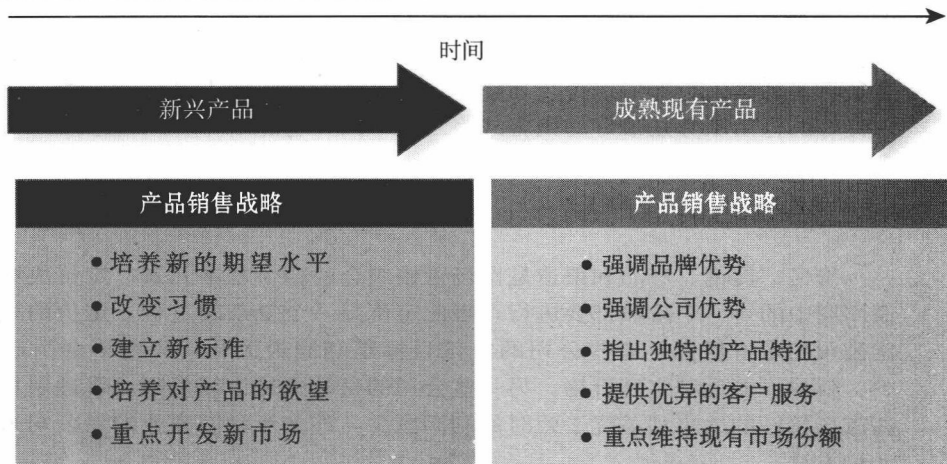 时间
新兴产品
成熟现有产品
产品销售战略
● 培养新的期望水平
● 改变习惯
● 建立新标准
● 培养对产品的欲望
● 重点开发新市场
产品销售战略
● 强调品牌优势
● 强调公司优势
● 指出独特的产品特征
● 提供优异的客户服务
● 重点维持现有市场份额